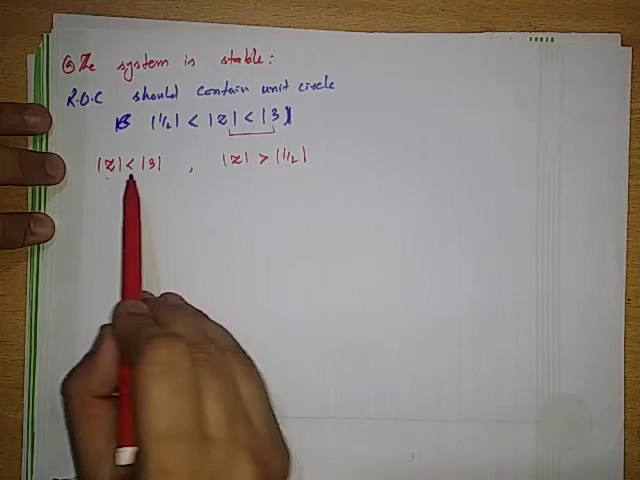 ⓐ The system is stable:
R.O.C should contain unit circle
|1/2| < |z| < |3|
|z| < |3| , |z| > |1/2|